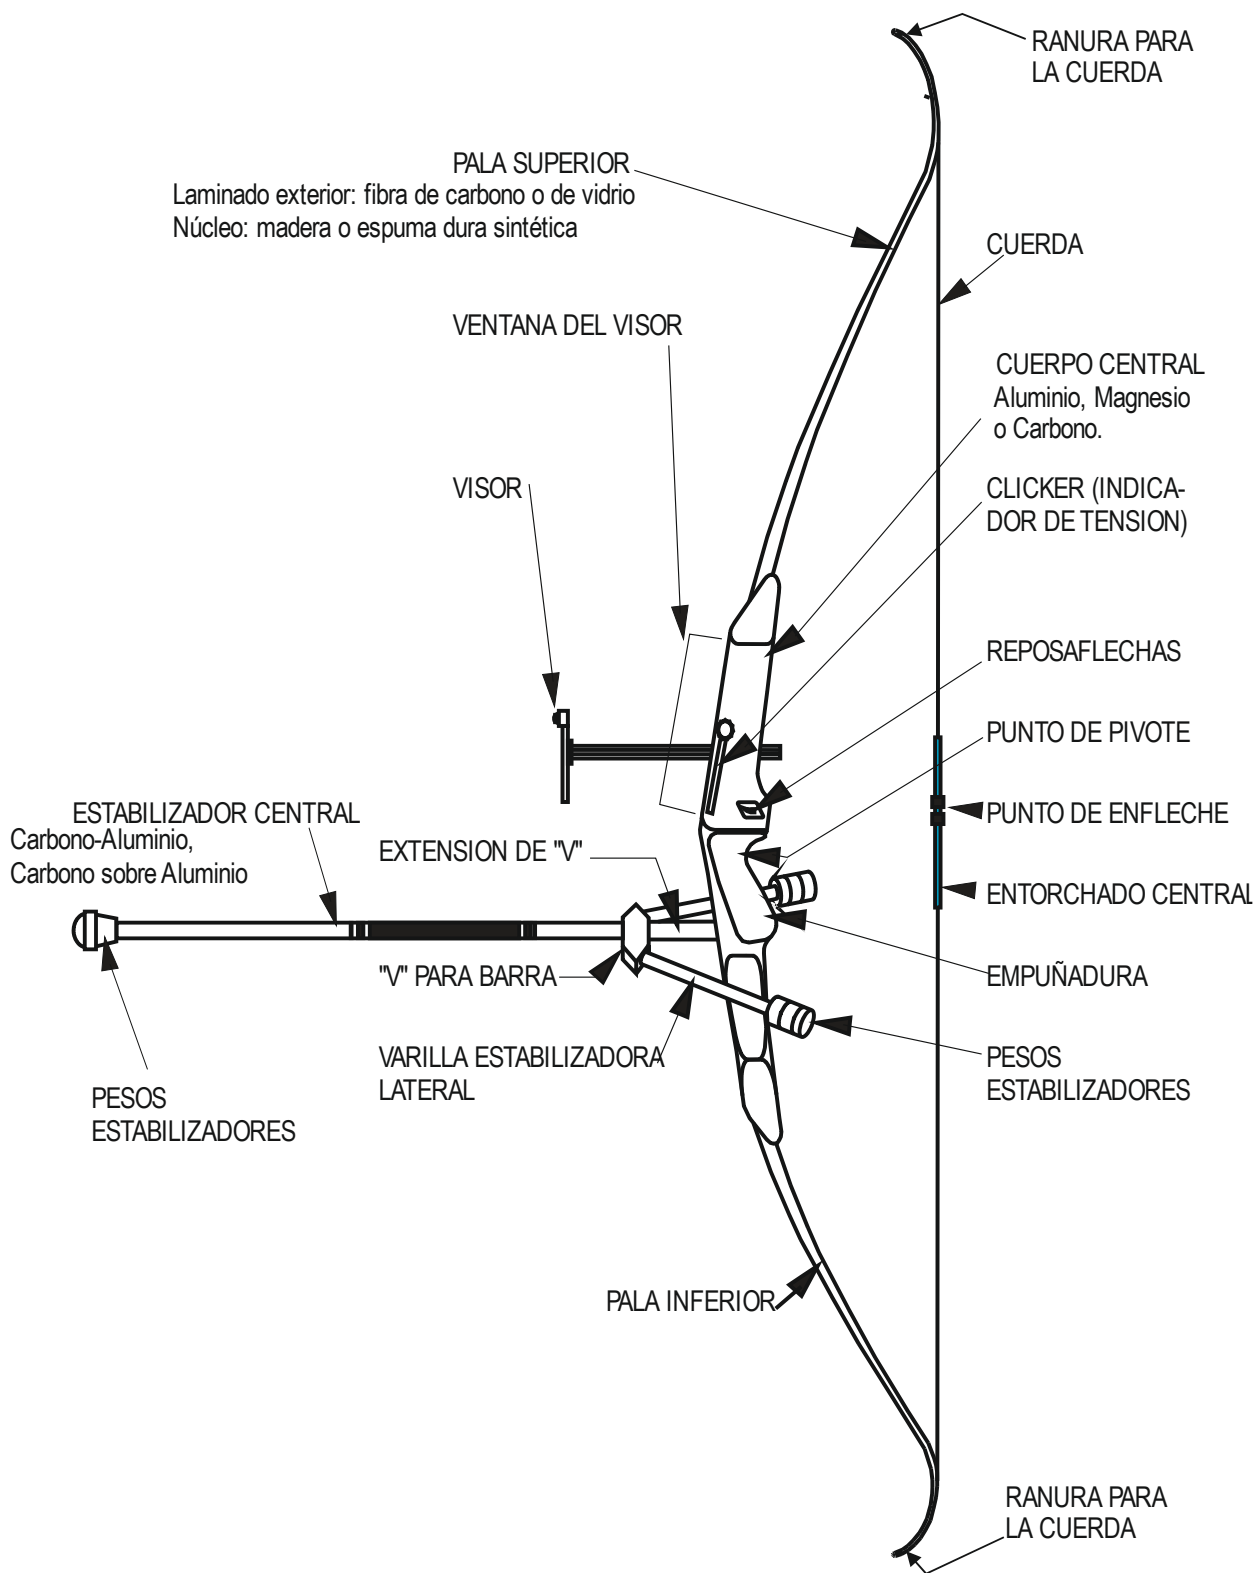 RANURA PARA
LA CUERDA
PALA SUPERIOR
Laminado exterior: fibra de carbono o de vidrio
Núcleo: madera o espuma dura sintética
CUERDA
VENTANA DEL VISOR
CUERPO CENTRAL
Aluminio, Magnesio
o Carbono.
VISOR
CLICKER (INDICA-
DOR DE TENSION)
REPOSAFLECHAS
PUNTO DE PIVOTE
ESTABILIZADOR CENTRAL
Carbono-Aluminio,
Carbono sobre Aluminio
PUNTO DE ENFLECHE
EXTENSION DE "V"
ENTORCHADO CENTRAL
"V" PARA BARRA
EMPUÑADURA
VARILLA ESTABILIZADORA
LATERAL
PESOS
ESTABILIZADORES
PESOS
ESTABILIZADORES
PALA INFERIOR
RANURA PARA
LA CUERDA